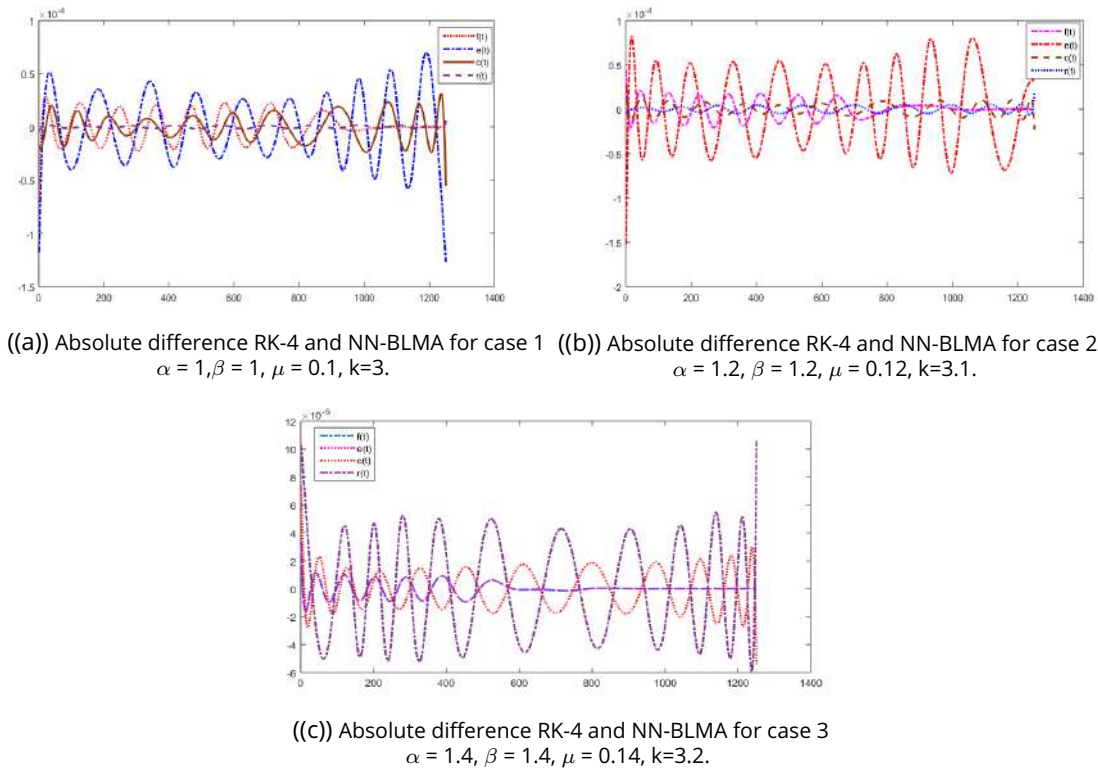 ×10⁻⁴
1
0.5
0
-0.5
-1
-1.5
0 200 400 600 800 1000 1200 1400
f(t)
e(t)
c(t)
r(t)
×10⁻⁴
1
0.5
0
-0.5
-1
-1.5
-2
0 200 400 600 800 1000 1200 1400
f(t)
e(t)
c(t)
r(t)
((a)) Absolute difference RK-4 and NN-BLMA for case 1
α = 1,β = 1, μ = 0.1, k=3.
((b)) Absolute difference RK-4 and NN-BLMA for case 2
α = 1.2, β = 1.2, μ = 0.12, k=3.1.
×10⁻⁵
12
10
8
6
4
2
0
-2
-4
-6
0 200 400 600 800 1000 1200 1400
f(t)
e(t)
c(t)
r(t)
((c)) Absolute difference RK-4 and NN-BLMA for case 3
α = 1.4, β = 1.4, μ = 0.14, k=3.2.